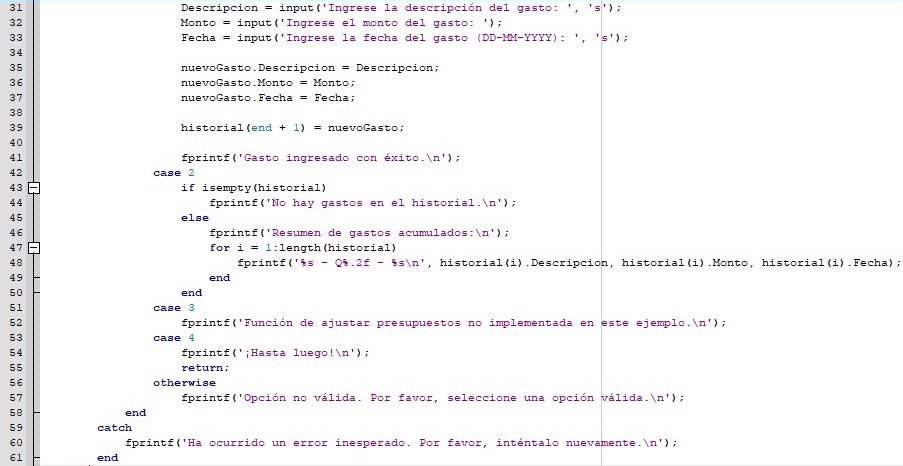 31 Descripcion = input('Ingrese la descripción del gasto: ', 's');
32 Monto = input('Ingrese el monto del gasto: ');
33 Fecha = input('Ingrese la fecha del gasto (DD-MM-YYYY): ', 's');
34
35 nuevoGasto.Descripcion = Descripcion;
36 nuevoGasto.Monto = Monto;
37 nuevoGasto.Fecha = Fecha;
38
39 historial(end + 1) = nuevoGasto;
40
41 fprintf('Gasto ingresado con éxito.\n');
42 case 2
43 if isempty(historial)
44 fprintf('No hay gastos en el historial.\n');
45 else
46 fprintf('Resumen de gastos acumulados:\n');
47 for i = 1:length(historial)
48 fprintf('%s - Q%.2f - %s\n', historial(i).Descripcion, historial(i).Monto, historial(i).Fecha);
49 end
50 end
51 case 3
52 fprintf('Función de ajustar presupuestos no implementada en este ejemplo.\n');
53 case 4
54 fprintf('¡Hasta luego!\n');
55 return;
56 otherwise
57 fprintf('Opción no válida. Por favor, seleccione una opción válida.\n');
58 end
59 catch
60 fprintf('Ha ocurrido un error inesperado. Por favor, inténtalo nuevamente.\n');
61 end